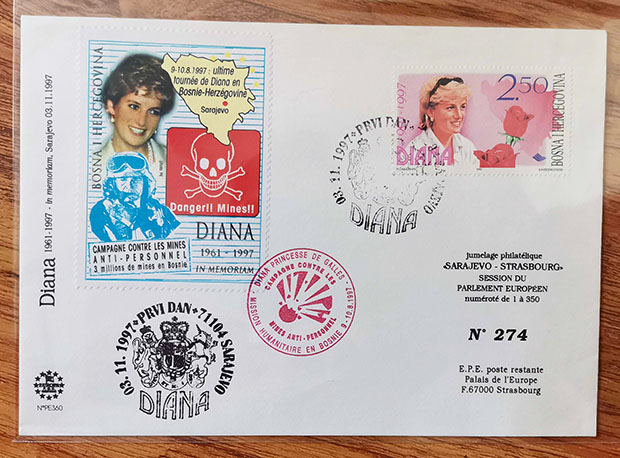 Diana 1961-1997 - In memoriam, Sarajevo 03.11.1997
BOSNA I HERCEGOVINA
9-10.8.1997 : ultime
tournée de Diana en
Bosnie-Herzégovine
Sarajevo
Danger!! Mines!!
CAMPAGNE CONTRE LES MINES
ANTI-PERSONNEL
3 millions de mines en Bosnie
DIANA
1961 - 1997
IN MEMORIAM
2.50
BOSNA I HERCEGOVINA
DIANA
03.11.1997 * PRVI DAN *
DIANA
jumelage philatélique
«SARAJEVO - STRASBOURG»
SESSION DU
PARLEMENT EUROPÉEN
numéroté de 1 à 350
N° 274
E.P.E. poste restante
Palais de l'Europe
F.67000 Strasbourg
DIANA PRINCESSE DE GALLES
MISSION HUMANITAIRE EN BOSNIE 9-10.8.1997
CAMPAGNE CONTRE LES
MINES ANTI-PERSONNEL
03.11.1997 * PRVI DAN * 71104 SARAJEVO
DIANA
N°PE360